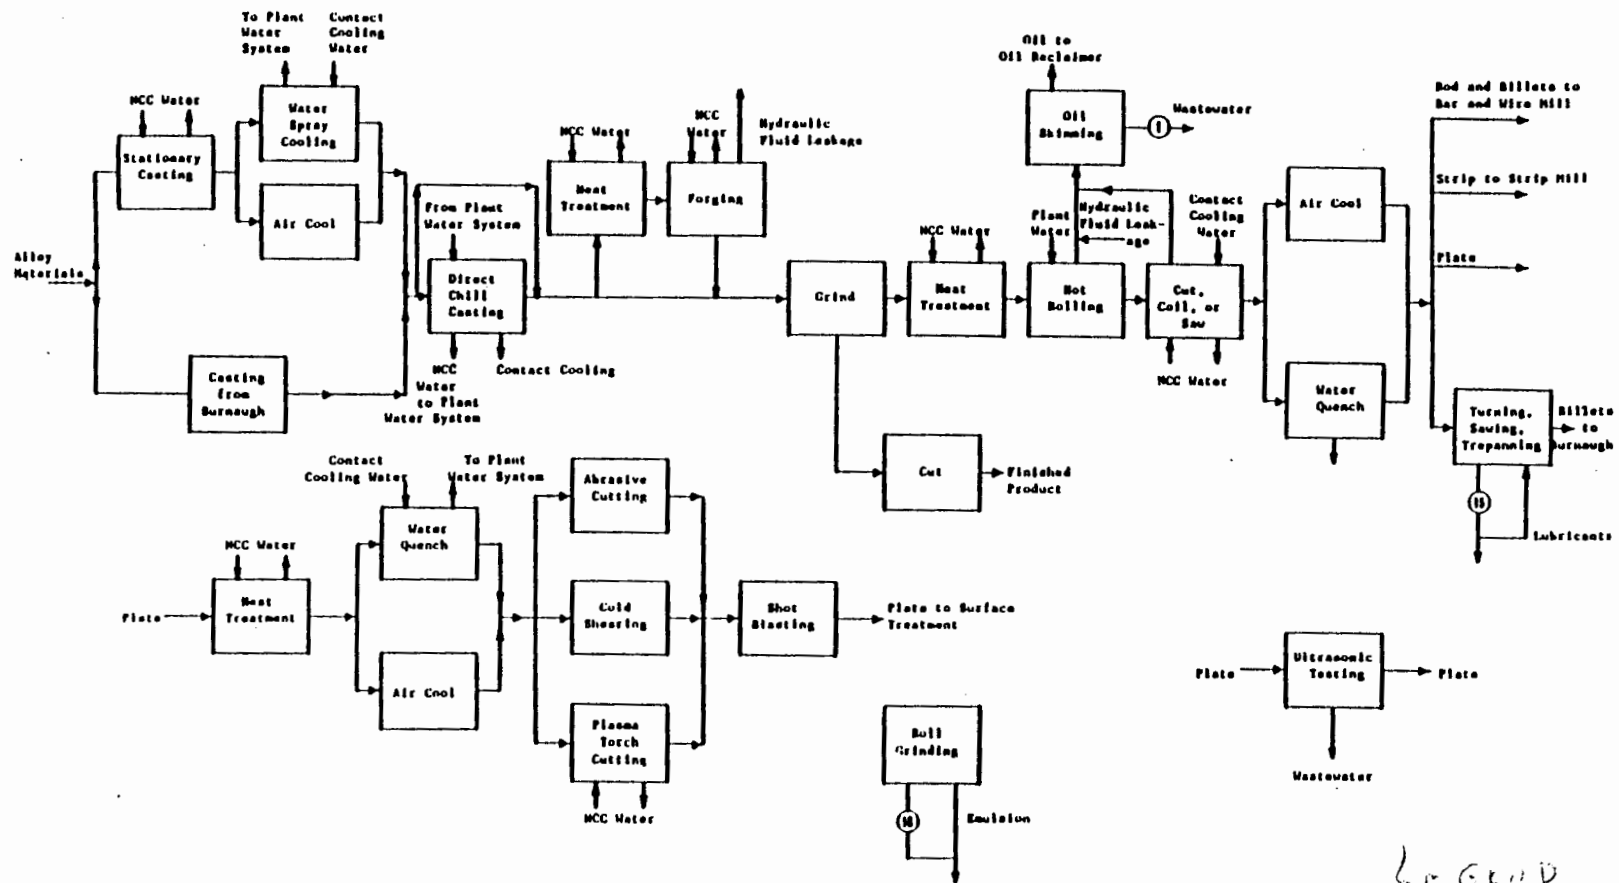 To Plant
Water
System
Contact
Cooling
Water
NCC Water
Water
Spray
Cooling
Stationary
Casting
Air Cool
Alloy
Materials
Casting
from
Burnaugh
From Plant
Water System
Direct
Chill
Casting
NCC
Water
to Plant
Water System
Contact Cooling
NCC Water
Heat
Treatment
NCC
Water
Forging
Hydraulic
Fluid Leakage
Grind
NCC Water
Heat
Treatment
Oil to
Oil Reclaimer
Oil
Skimming
Wastewater
Plant
Water
Hydraulic
Fluid Leak-
age
Hot
Rolling
Contact
Cooling
Water
Cut,
Coil, or
Saw
NCC Water
Air Cool
Water
Quench
Rod and Billets to
Bar and Wire Mill
Strip to Strip Mill
Plate
Turning,
Sawing,
Trepanning
Billets
to
Burnaugh
15
Lubricants
Cut
Finished
Product
Contact
Cooling Water
To Plant
Water System
NCC Water
Plate
Heat
Treatment
Water
Quench
Air Cool
Abrasive
Cutting
Cold
Shearing
Plasma
Torch
Cutting
NCC Water
Shot
Blasting
Plate to Surface
Treatment
Roll
Grinding
Emulsion
Plate
Ultrasonic
Testing
Plate
Wastewater